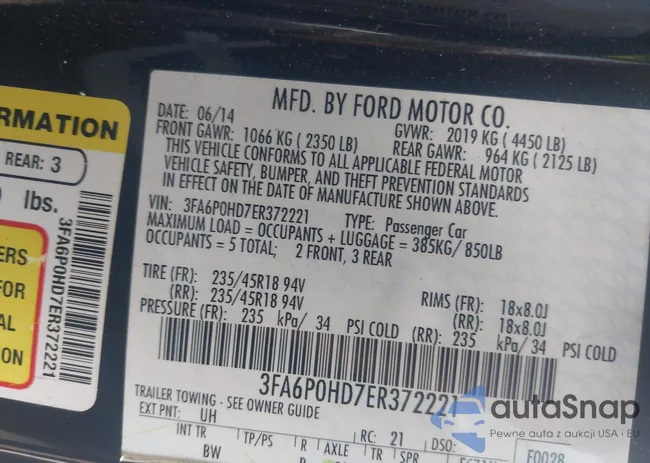 RMATION
REAR: 3
lbs.
3FA6P0HD7ER372221
ERS
FOR
AL
ON
MFD. BY FORD MOTOR CO.
DATE: 06/14 GVWR: 2019 KG (4450 LB)
FRONT GAWR: 1066 KG (2350 LB) REAR GAWR: 964 KG (2125 LB)
THIS VEHICLE CONFORMS TO ALL APPLICABLE FEDERAL MOTOR
VEHICLE SAFETY, BUMPER, AND THEFT PREVENTION STANDARDS
IN EFFECT ON THE DATE OF MANUFACTURE SHOWN ABOVE.
VIN: 3FA6P0HD7ER372221 TYPE: Passenger Car
MAXIMUM LOAD = OCCUPANTS + LUGGAGE = 385KG/ 850LB
OCCUPANTS = 5 TOTAL; 2 FRONT, 3 REAR
TIRE (FR): 235/45R18 94V RIMS (FR): 18x8.0J
(RR): 235/45R18 94V (RR): 18x8.0J
PRESSURE (FR): 235 kPa/ 34 PSI COLD (RR): 235 kPa/ 34 PSI COLD
3FA6P0HD7ER372221
TRAILER TOWING - SEE OWNER GUIDE
EXT PNT: UH RC: 21 DSO: F0028
INT TR TP/PS R AXLE TR SPR
BW
autaSnap
Pewne auta z aukcji USA i EU